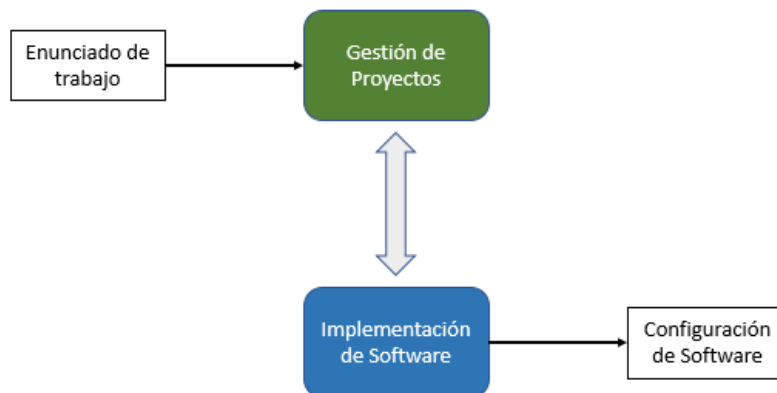 Enunciado de
trabajo
Gestión de
Proyectos
Implementación
de Software
Configuración
de Software